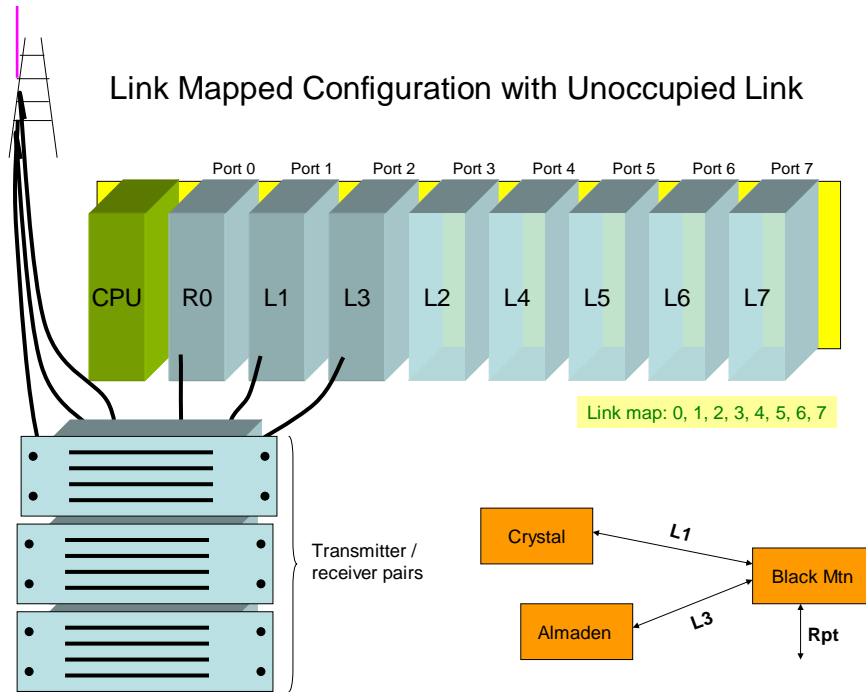 Link Mapped Configuration with Unoccupied Link
Port 0 Port 1 Port 2 Port 3 Port 4 Port 5 Port 6 Port 7
CPU R0 L1 L3 L2 L4 L5 L6 L7
Link map: 0, 1, 2, 3, 4, 5, 6, 7
Transmitter /
receiver pairs
Crystal
L1
Black Mtn
Almaden
L3
Rpt